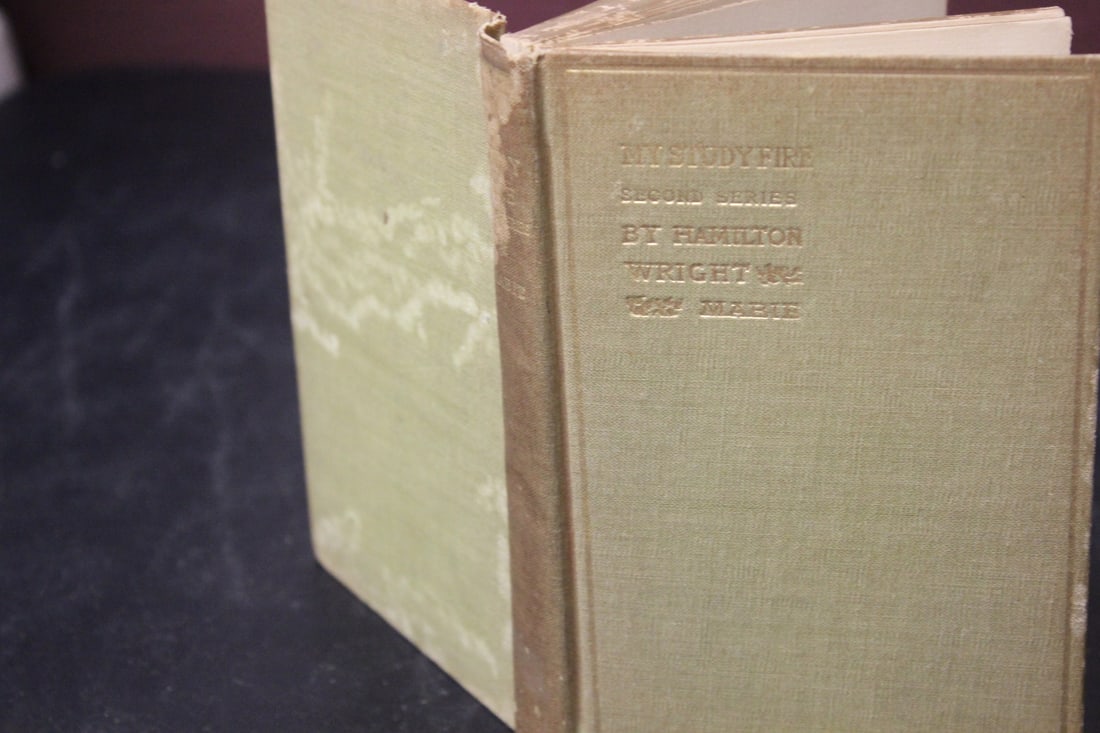 MY STUDY FIRE
SECOND SERIES
BY HAMILTON
WRIGHT
MABIE